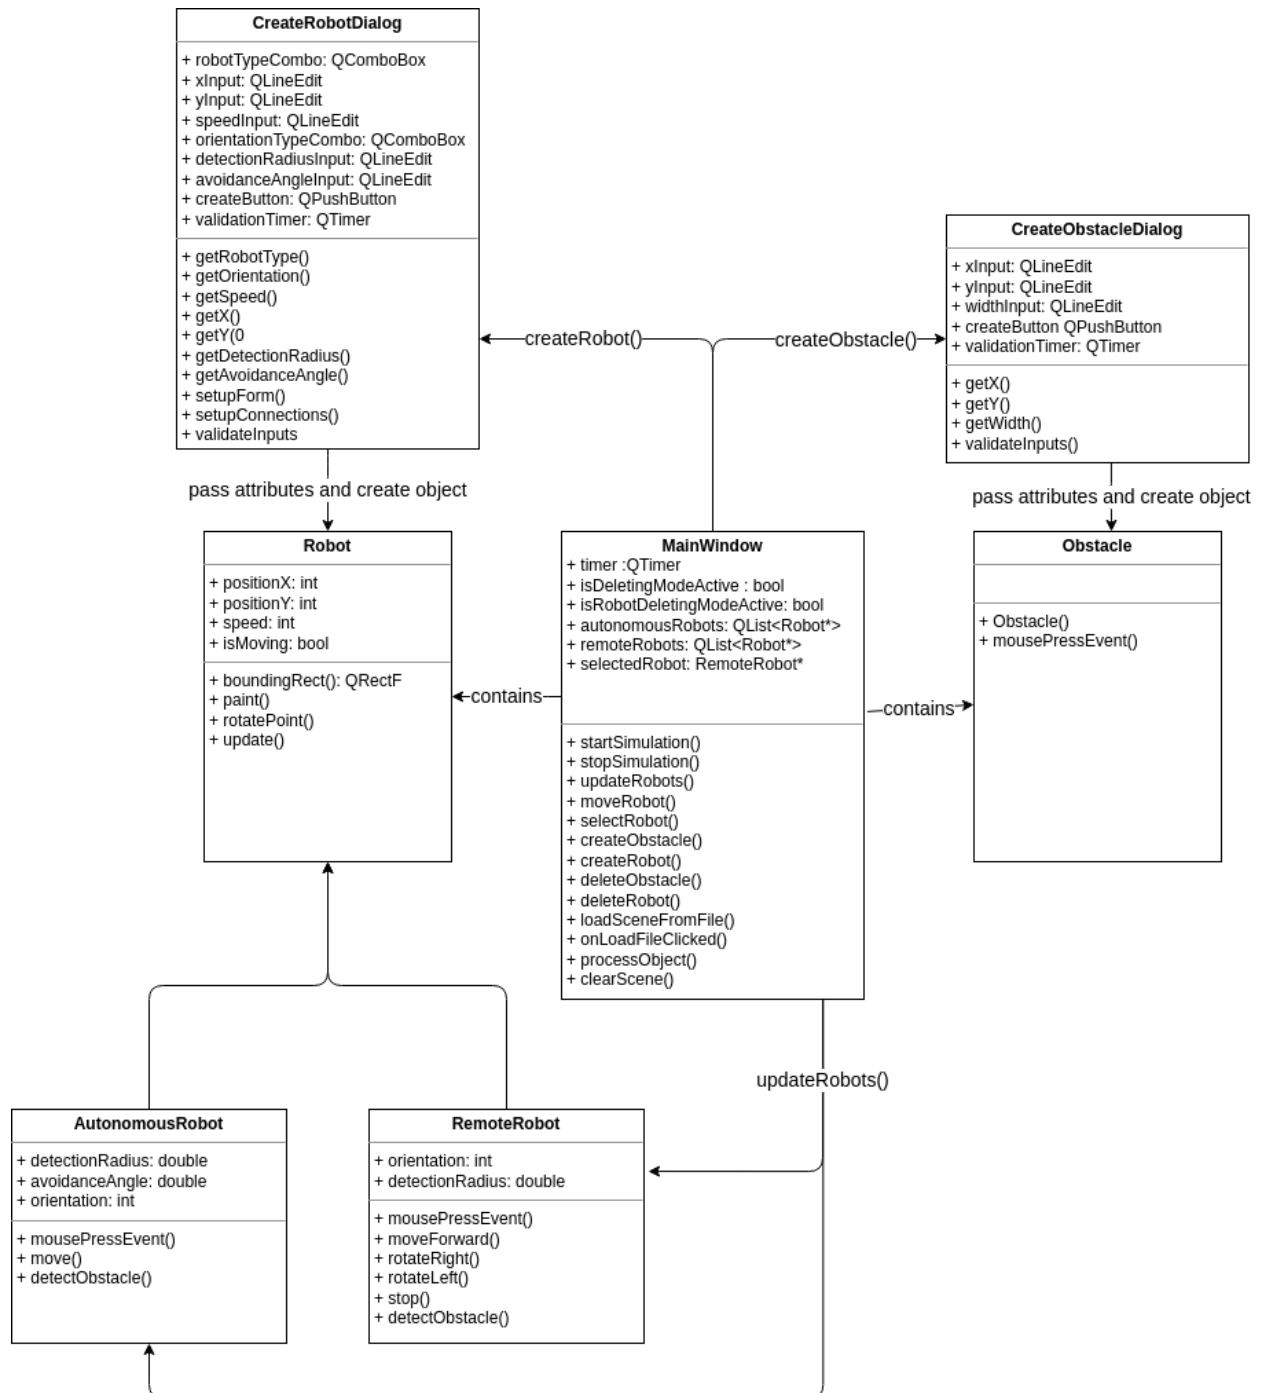 CreateRobotDialog
+ robotTypeCombo: QComboBox
+ xInput: QLineEdit
+ yInput: QLineEdit
+ speedInput: QLineEdit
+ orientationTypeCombo: QComboBox
+ detectionRadiusInput: QLineEdit
+ avoidanceAngleInput: QLineEdit
+ createButton: QPushButton
+ validationTimer: QTimer
+ getRobotType()
+ getOrientation()
+ getSpeed()
+ getX()
+ getY(0
+ getDetectionRadius()
+ getAvoidanceAngle()
+ setupForm()
+ setupConnections()
+ validateInputs
createRobot()
createObstacle()
CreateObstacleDialog
+ xInput: QLineEdit
+ yInput: QLineEdit
+ widthInput: QLineEdit
+ createButton QPushButton
+ validationTimer: QTimer
+ getX()
+ getY()
+ getWidth()
+ validateInputs()
pass attributes and create object
pass attributes and create object
Robot
+ positionX: int
+ positionY: int
+ speed: int
+ isMoving: bool
+ boundingRect(): QRectF
+ paint()
+ rotatePoint()
+ update()
contains
MainWindow
+ timer :QTimer
+ isDeletingModeActive : bool
+ isRobotDeletingModeActive: bool
+ autonomousRobots: QList<Robot*>
+ remoteRobots: QList<Robot*>
+ selectedRobot: RemoteRobot*
+ startSimulation()
+ stopSimulation()
+ updateRobots()
+ moveRobot()
+ selectRobot()
+ createObstacle()
+ createRobot()
+ deleteObstacle()
+ deleteRobot()
+ loadSceneFromFile()
+ onLoadFileClicked()
+ processObject()
+ clearScene()
contains
Obstacle
+ Obstacle()
+ mousePressEvent()
updateRobots()
AutonomousRobot
+ detectionRadius: double
+ avoidanceAngle: double
+ orientation: int
+ mousePressEvent()
+ move()
+ detectObstacle()
RemoteRobot
+ orientation: int
+ detectionRadius: double
+ mousePressEvent()
+ moveForward()
+ rotateRight()
+ rotateLeft()
+ stop()
+ detectObstacle()